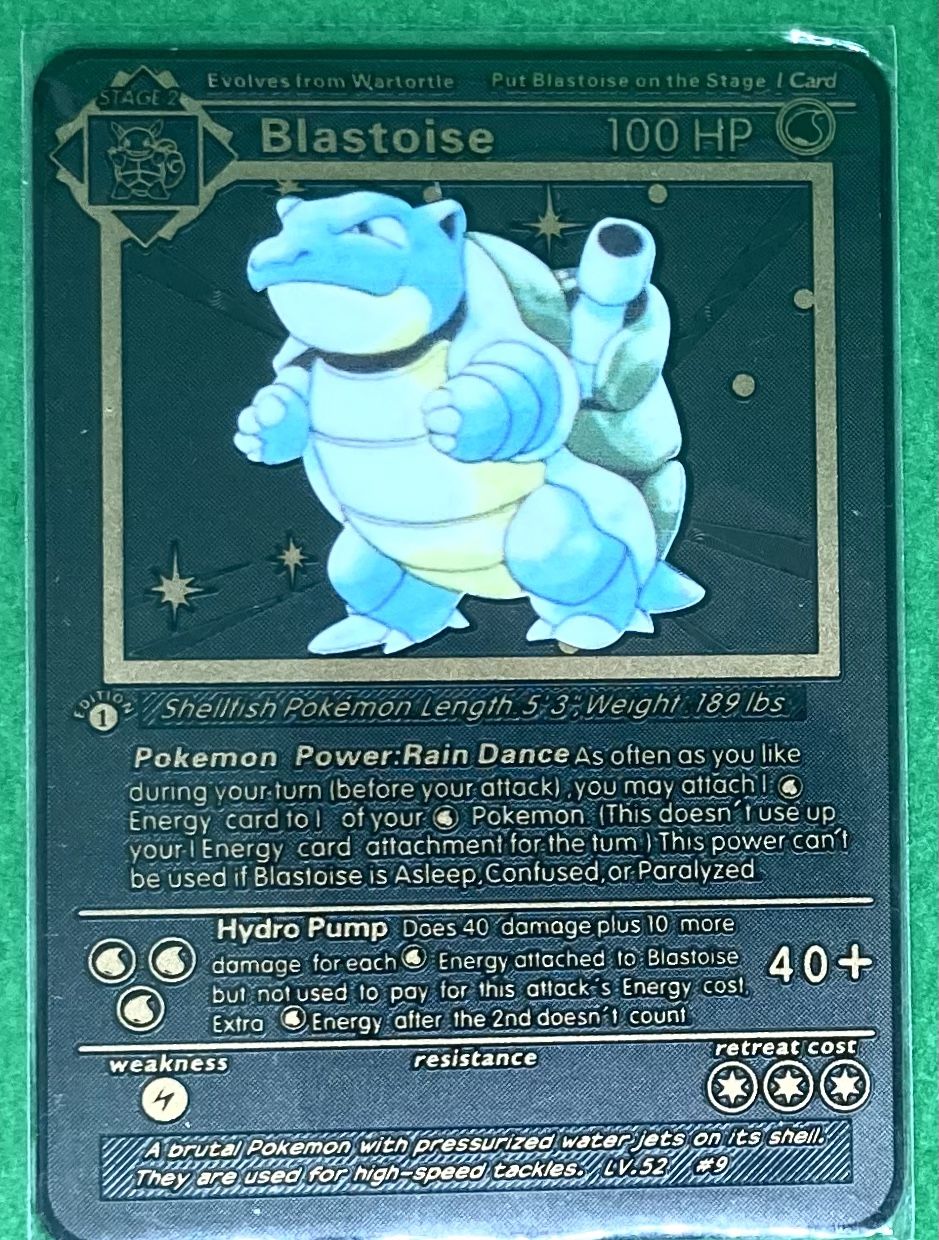 Evolves from Wartortle Put Blastoise on the Stage 1 Card
STAGE 2
Blastoise 100 HP
EDITION
1
Shellfish Pokémon Length 5'3", Weight 189 lbs
Pokemon Power:Rain Dance As often as you like
during your turn (before your attack) ,you may attach 1
Energy card to 1 of your Pokemon (This doesn't use up
your 1 Energy card attachment for the tum ) This power can't
be used if Blastoise is Asleep,Confused,or Paralyzed
Hydro Pump Does 40 damage plus 10 more
damage for each Energy attached to Blastoise
but not used to pay for this attack's Energy cost,
Extra Energy after the 2nd doesn't count
40+
weakness resistance retreat cost
A brutal Pokemon with pressurized water jets on its shell.
They are used for high-speed tackles. LV.52 #9